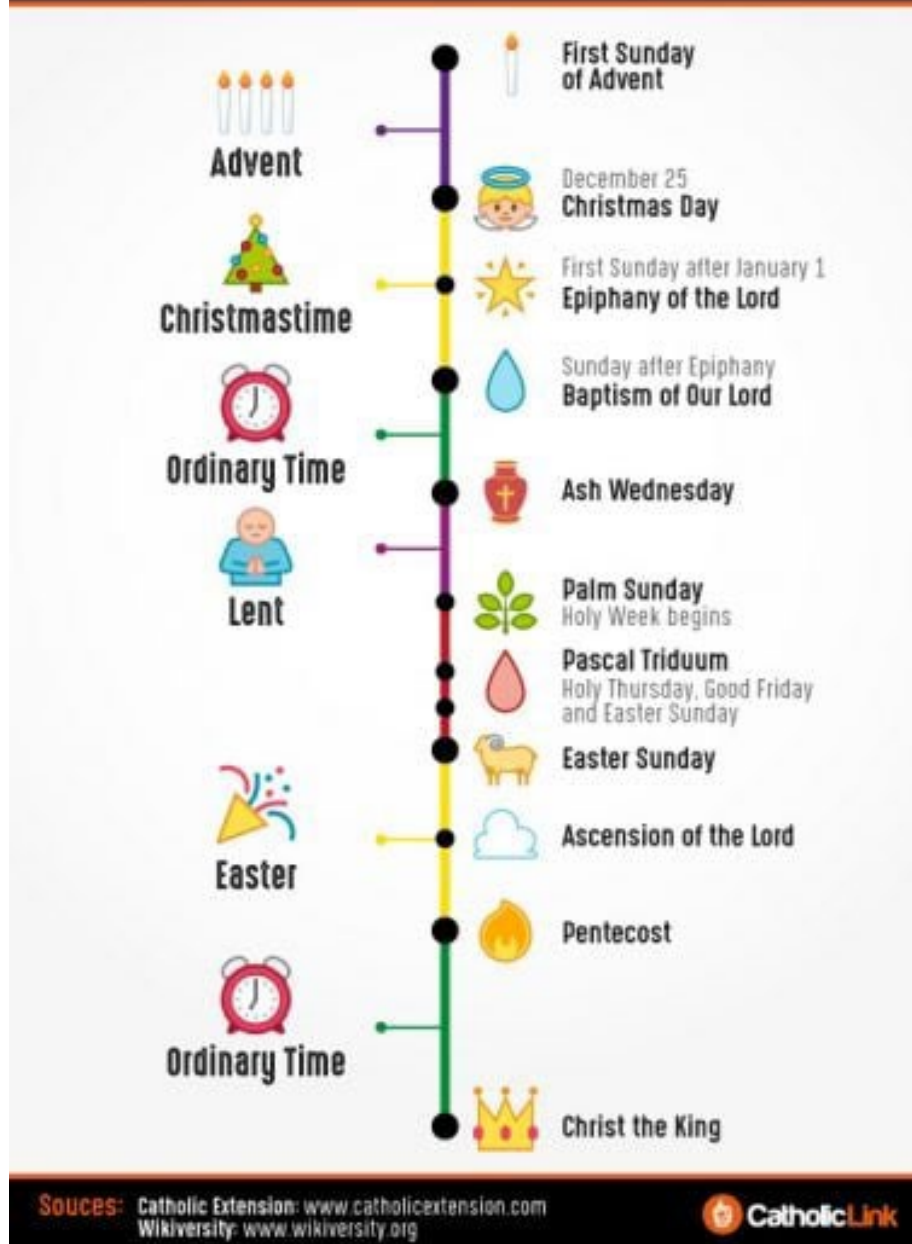 First Sunday
of Advent
Advent
December 25
Christmas Day
First Sunday after January 1
Epiphany of the Lord
Christmastime
Sunday after Epiphany
Baptism of Our Lord
Ordinary Time
Ash Wednesday
Lent
Palm Sunday
Holy Week begins
Pascal Triduum
Holy Thursday, Good Friday
and Easter Sunday
Easter Sunday
Ascension of the Lord
Easter
Pentecost
Ordinary Time
Christ the King
Souces: Catholic Extension: www.catholicextension.com
Wikiversity: www.wikiversity.org
CatholicLink